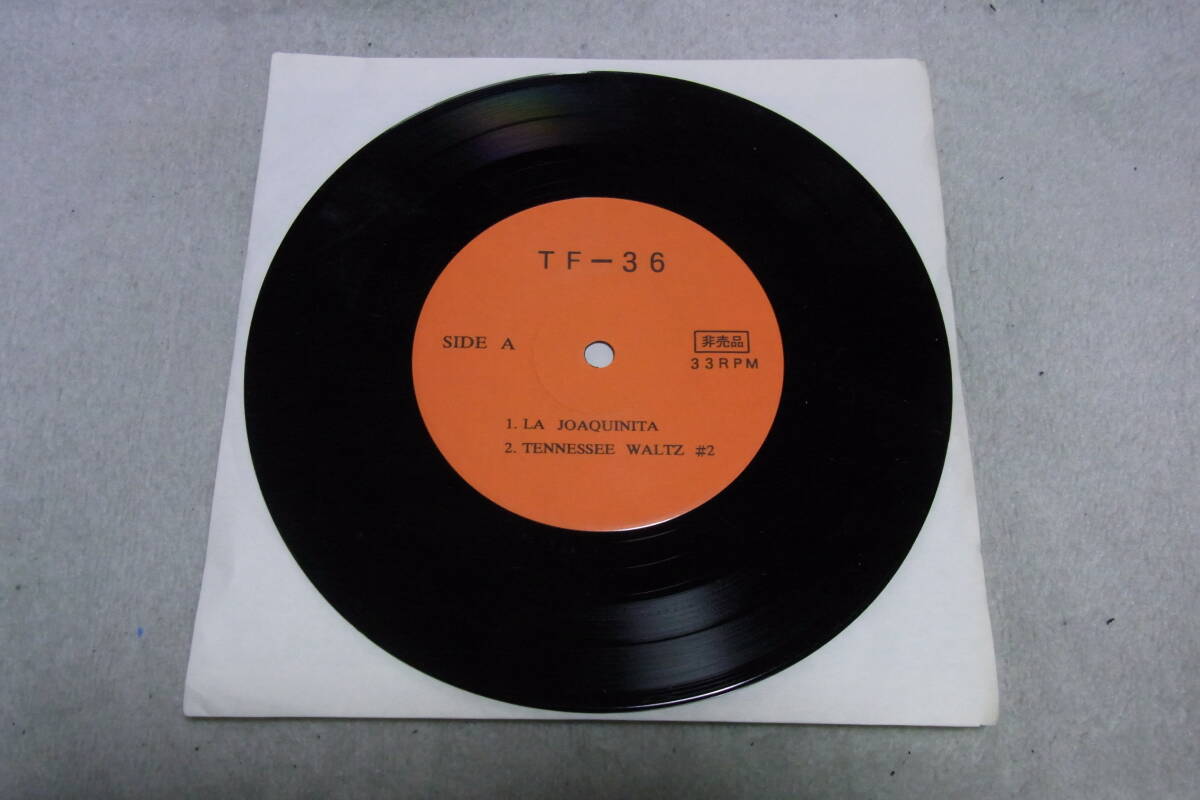 TF-36
SIDE A
非売品
33RPM
1. LA JOAQUINITA
2. TENNESSEE WALTZ #2